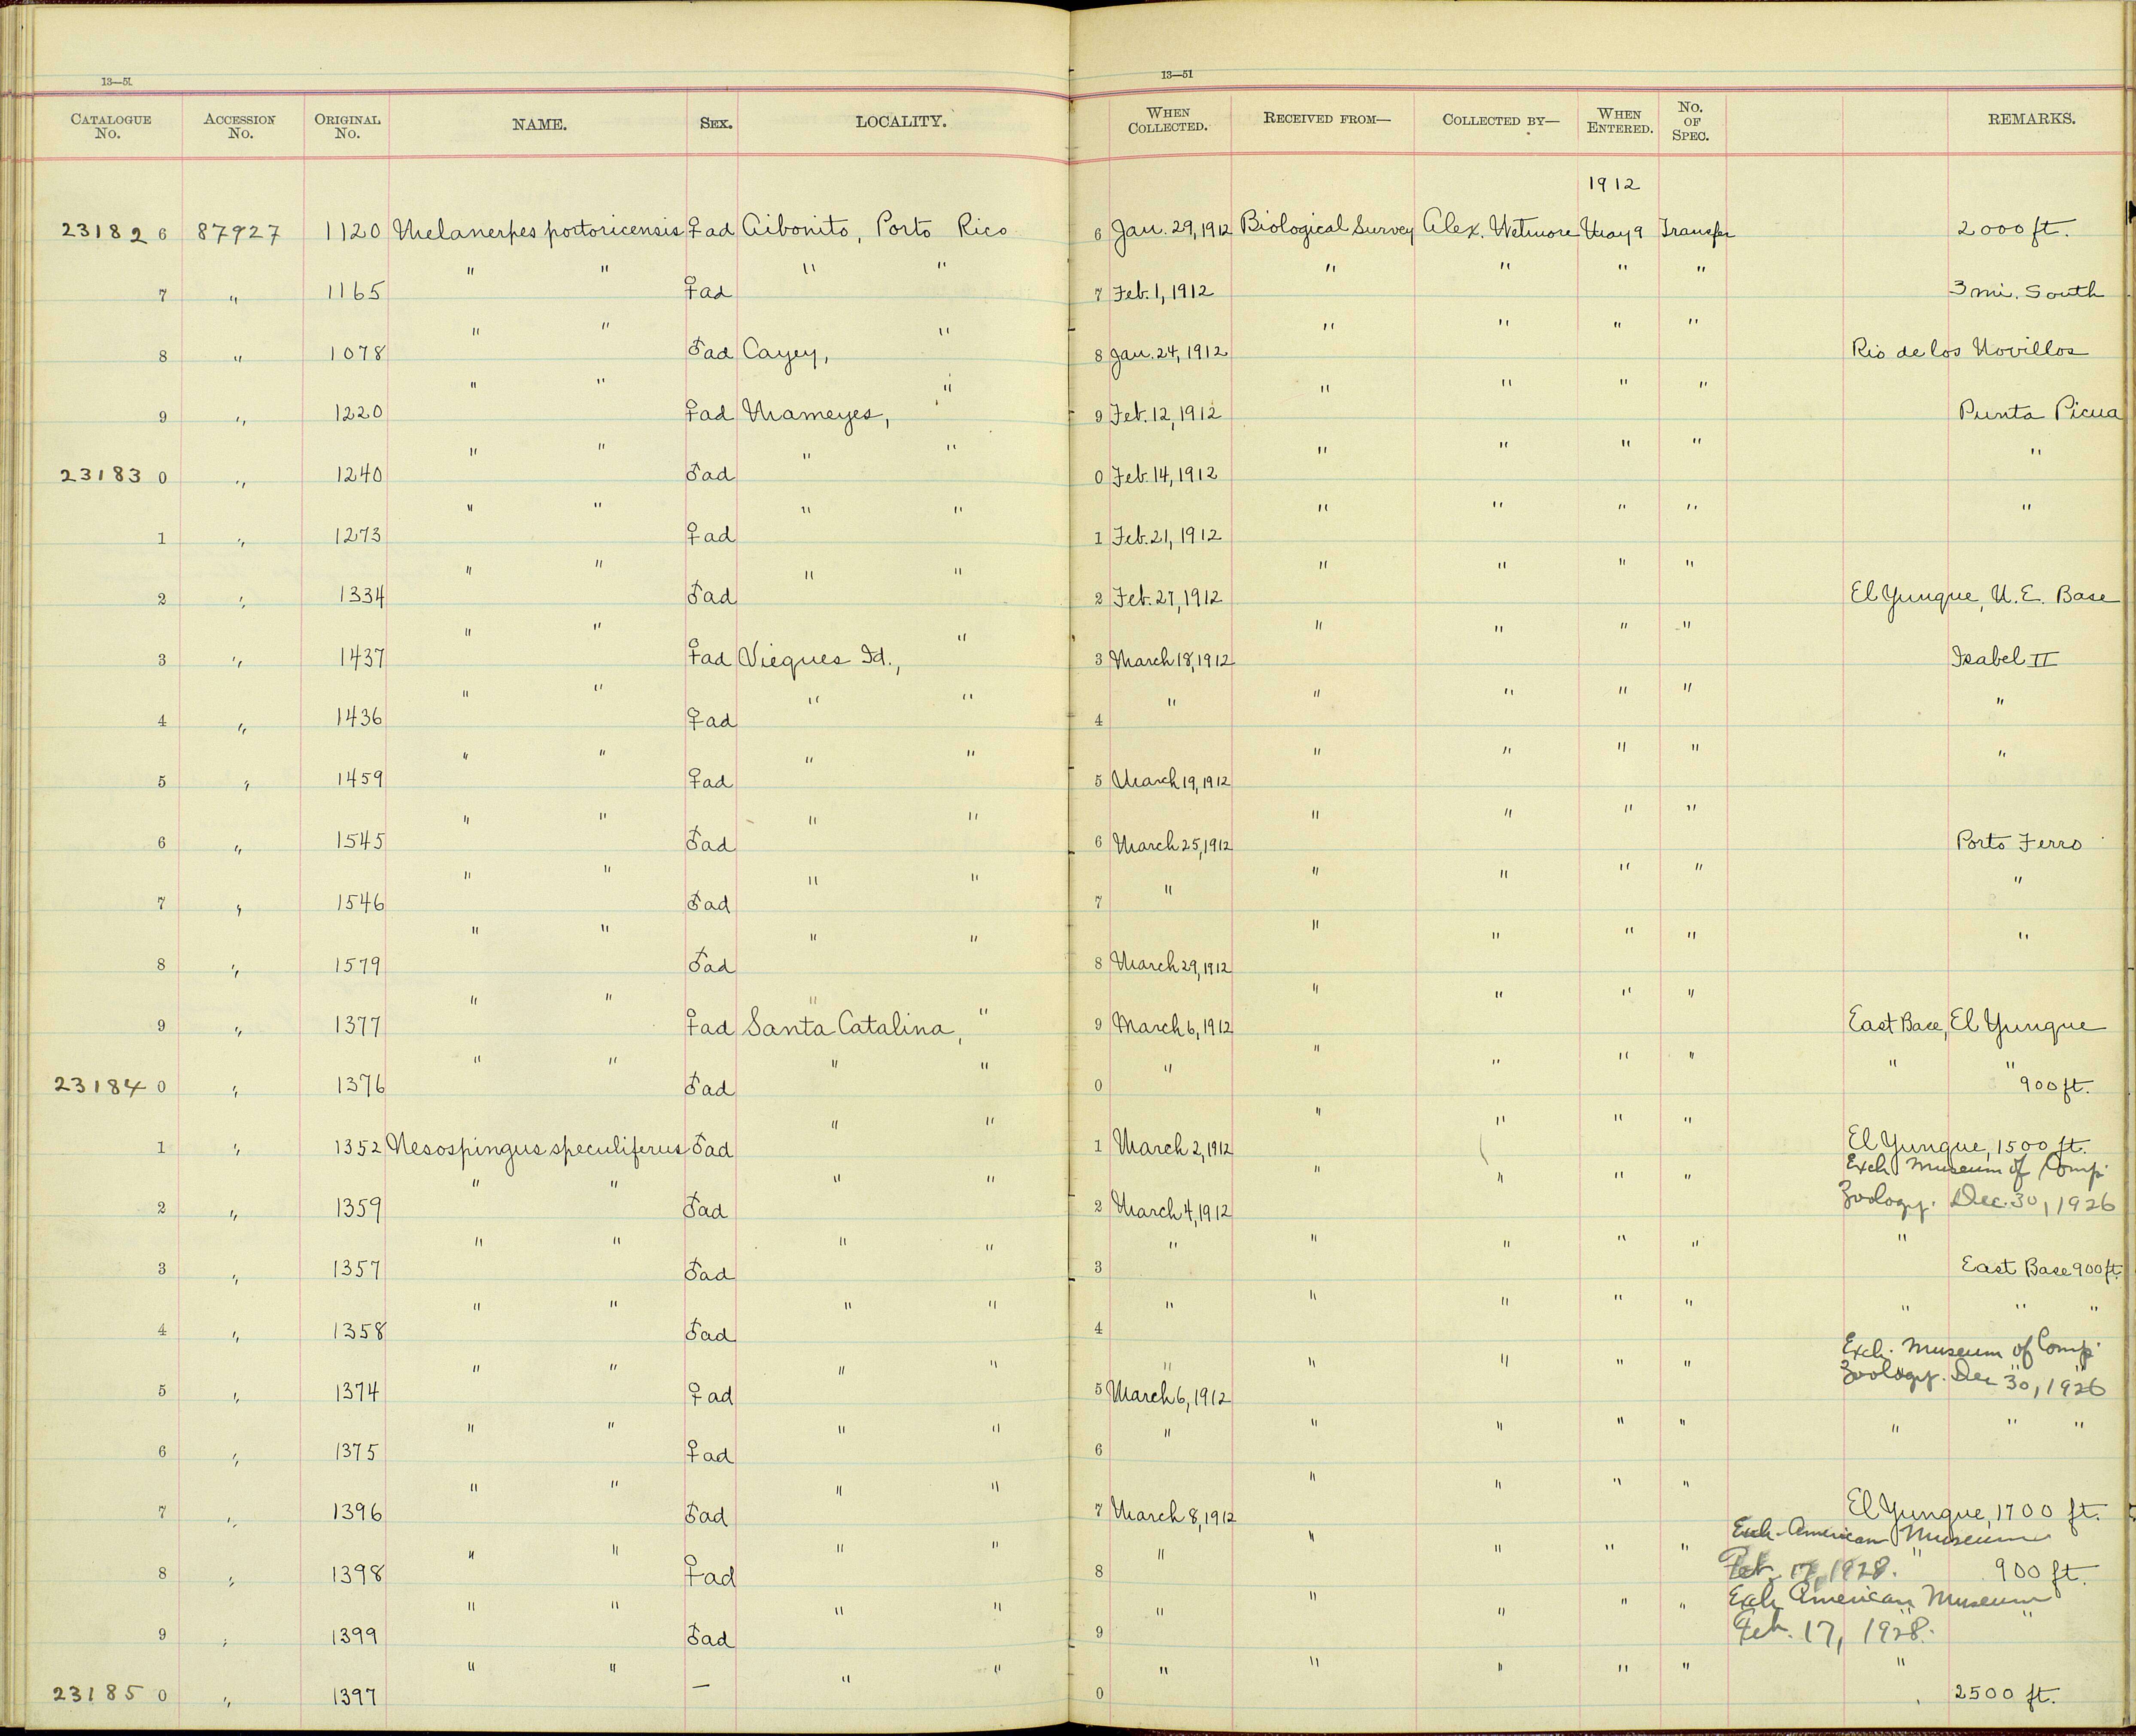 13—51
13—51
CATALOGUE No. ACCESSION No. ORIGINAL No. NAME. SEX. LOCALITY. WHEN COLLECTED. RECEIVED FROM— COLLECTED BY— WHEN ENTERED. No. OF SPEC. REMARKS.
1912
23182 6 87927 1120 Melanerpes portoricensis ♀ ad Aibonito, Porto Rico 6 Jan. 29, 1912 Biological Survey Alex. Wetmore May 9 Transfer 2000 ft.
7 " 1165 " " ♀ ad " " 7 Feb. 1, 1912 " " " " 3 mi. South
8 " 1078 " " ♂ ad Cayey, " 8 Jan. 24, 1912 " " " " Rio de los Novillos
9 " 1220 " " ♀ ad Mameyes, " 9 Feb. 12, 1912 " " " " Punta Picua
23183 0 " 1240 " " ♂ ad " " 0 Feb. 14, 1912 " " " " "
1 " 1273 " " ♀ ad " " 1 Feb. 21, 1912 " " " " "
2 " 1334 " " ♂ ad " " 2 Feb. 27, 1912 " " " " El Yunque, N.E. Base
3 " 1437 " " ♀ ad Vieques Id., " 3 March 18, 1912 " " " " Isabel II
4 " 1436 " " ♀ ad " " 4 " " " " " "
5 " 1459 " " ♀ ad " " 5 March 19, 1912 " " " " "
6 " 1545 " " ♂ ad " " 6 March 25, 1912 " " " " Porto Ferro
7 " 1546 " " ♂ ad " " 7 " " " " " "
8 " 1579 " " ♂ ad " " 8 March 29, 1912 " " " " "
9 " 1377 " " ♀ ad Santa Catalina, " 9 March 6, 1912 " " " " East Base, El Yunque
23184 0 " 1376 " " ♂ ad " " 0 " " " " " " " 900 ft.
1 " 1352 Nesospingus speculiferus ♂ ad " " 1 March 2, 1912 " " " " El Yunque, 1500 ft.
2 " 1359 " " ♂ ad " " 2 March 4, 1912 " " " " Exch. Museum of Comp. Zoology. Dec. 30, 1926
3 " 1357 " " ♂ ad " " 3 " " " " " " East Base 900 ft.
4 " 1358 " " ♂ ad " " 4 " " " " " " " "
5 " 1374 " " ♀ ad " " 5 March 6, 1912 " " " " Exch. Museum of Comp. Zoology. Dec 30, 1926
6 " 1375 " " ♀ ad " " 6 " " " " " " " "
7 " 1396 " " ♂ ad " " 7 March 8, 1912 " " " " El Yunque, 1700 ft.
8 " 1398 " " ♀ ad " " 8 " " " " " Exch. American Museum Feb. 17, 1928. " 900 ft.
9 " 1399 " " ♂ ad " " 9 " " " " " Exch American Museum Feb. 17, 1928. " "
23185 0 " 1397 " " — " " 0 " " " " " " 2500 ft.